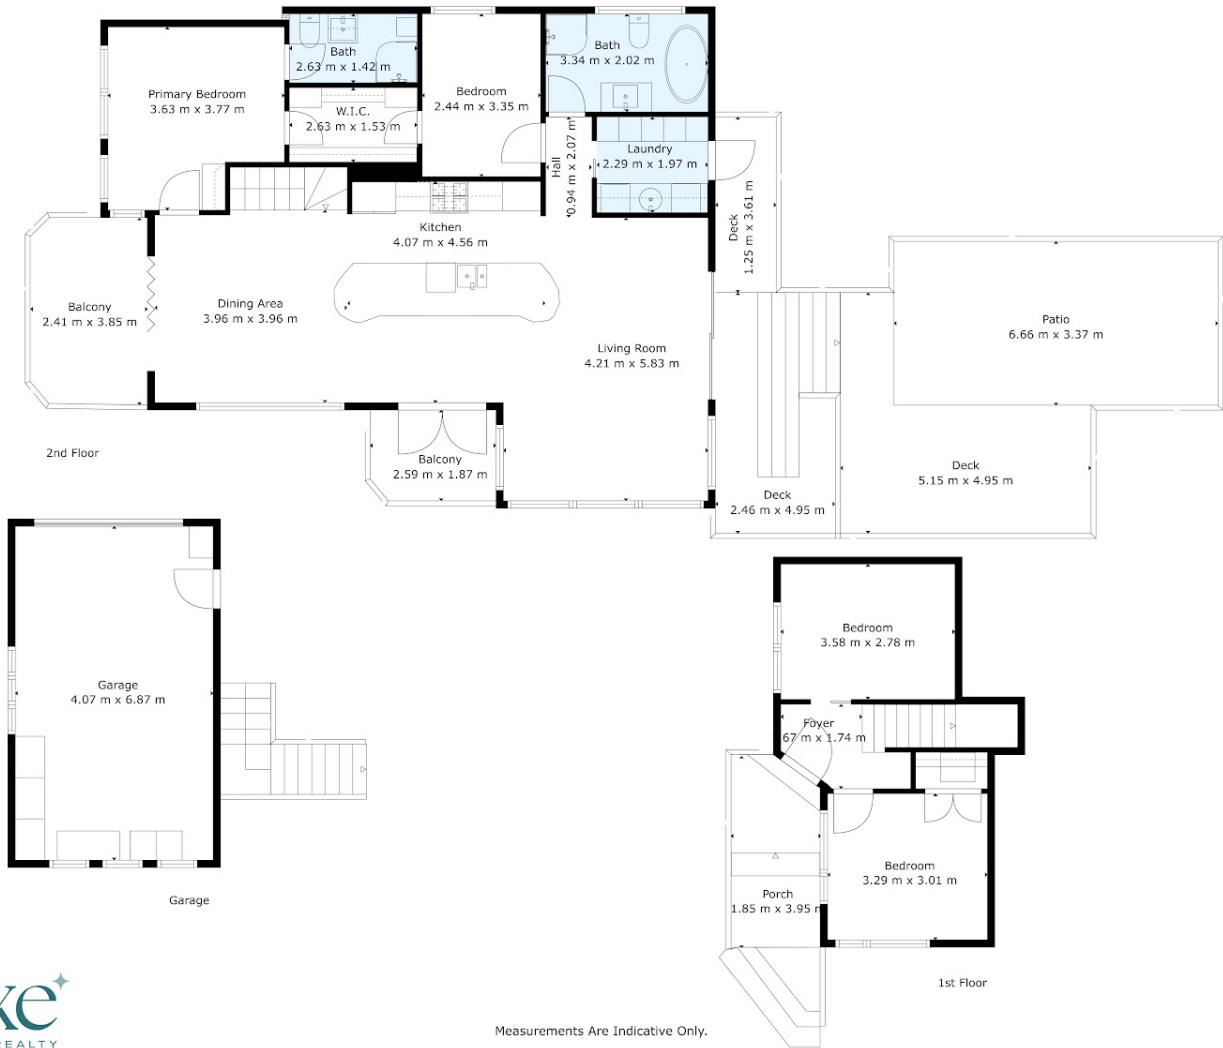 Bath
2.63 m x 1.42 m
Primary Bedroom
3.63 m x 3.77 m
W.I.C.
2.63 m x 1.53 m
Bedroom
2.44 m x 3.35 m
Bath
3.34 m x 2.02 m
Hall
0.94 m x 2.07 m
Laundry
2.29 m x 1.97 m
Deck
1.25 m x 3.61 m
Kitchen
4.07 m x 4.56 m
Balcony
2.41 m x 3.85 m
Dining Area
3.96 m x 3.96 m
Living Room
4.21 m x 5.83 m
Patio
6.66 m x 3.37 m
Balcony
2.59 m x 1.87 m
Deck
2.46 m x 4.95 m
Deck
5.15 m x 4.95 m
2nd Floor
Garage
4.07 m x 6.87 m
Garage
Bedroom
3.58 m x 2.78 m
Foyer
67 m x 1.74 m
Bedroom
3.29 m x 3.01 m
Porch
1.85 m x 3.95 m
1st Floor
xe
REALTY
Measurements Are Indicative Only.